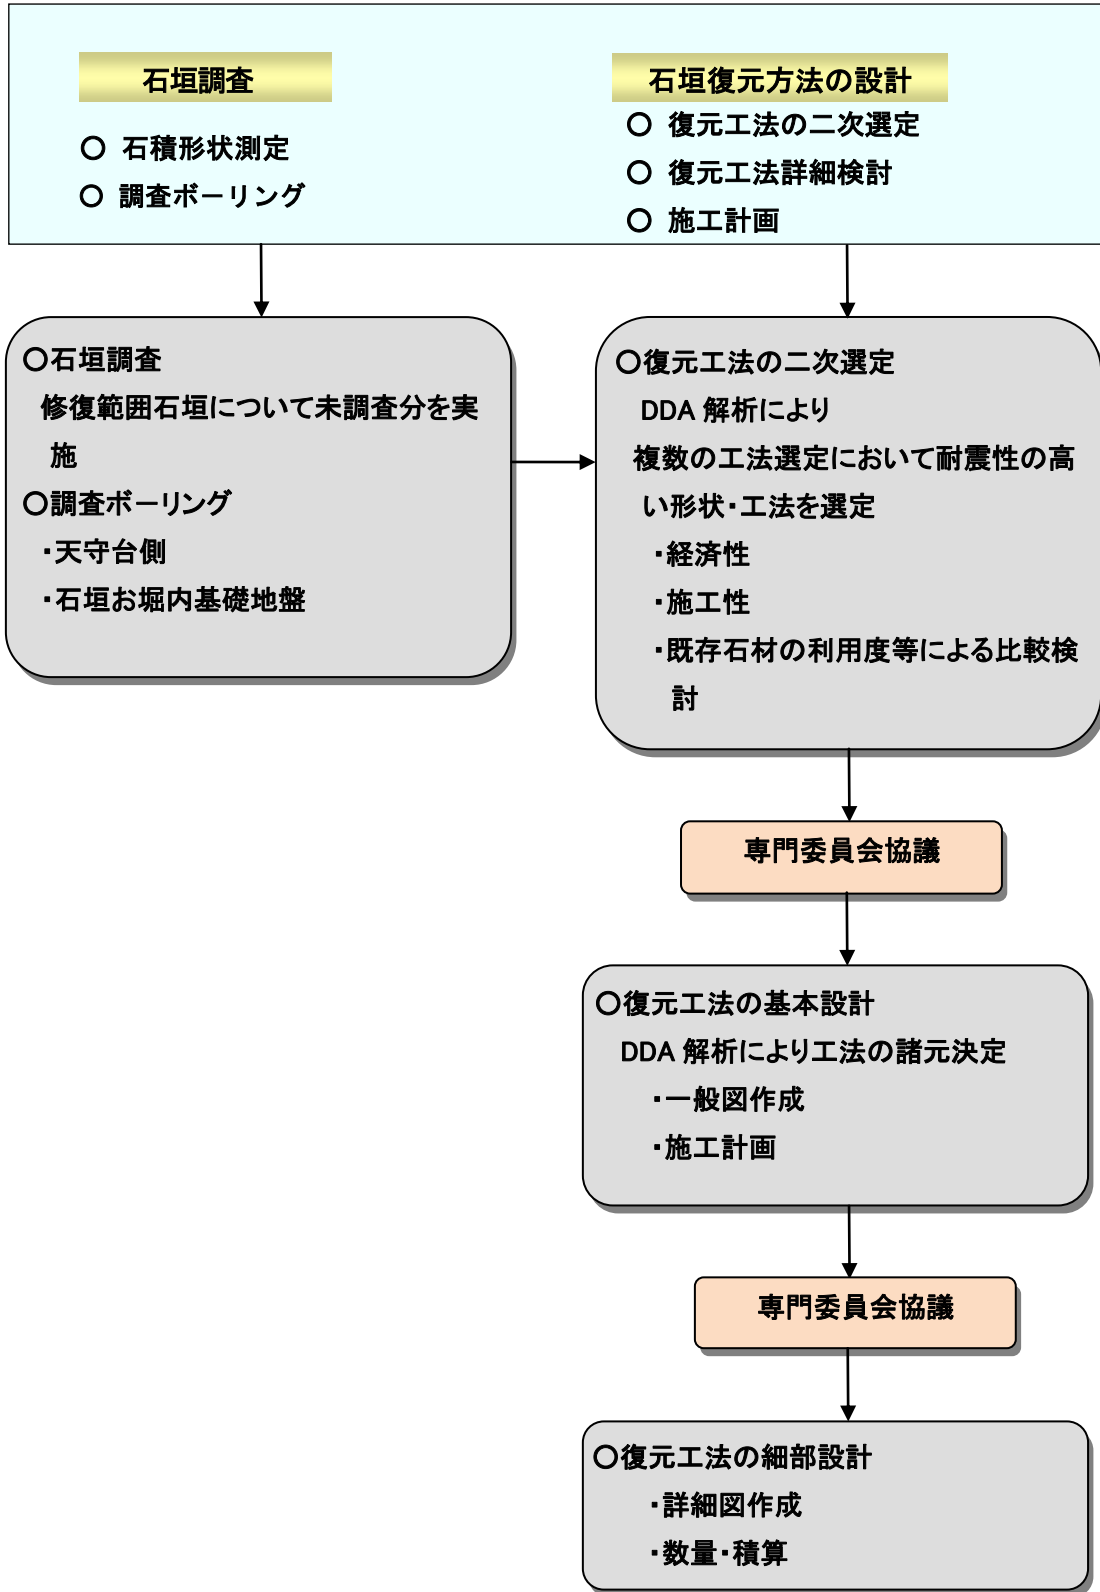 石垣調査
○ 石積形状測定
○ 調査ボーリング
石垣復元方法の設計
○ 復元工法の二次選定
○ 復元工法詳細検討
○ 施工計画
○石垣調査
修復範囲石垣について未調査分を実
施
○調査ボーリング
・天守台側
・石垣お堀内基礎地盤
○復元工法の二次選定
DDA 解析により
複数の工法選定において耐震性の高
い形状・工法を選定
・経済性
・施工性
・既存石材の利用度等による比較検
討
専門委員会協議
○復元工法の基本設計
DDA 解析により工法の諸元決定
・一般図作成
・施工計画
専門委員会協議
○復元工法の細部設計
・詳細図作成
・数量・積算